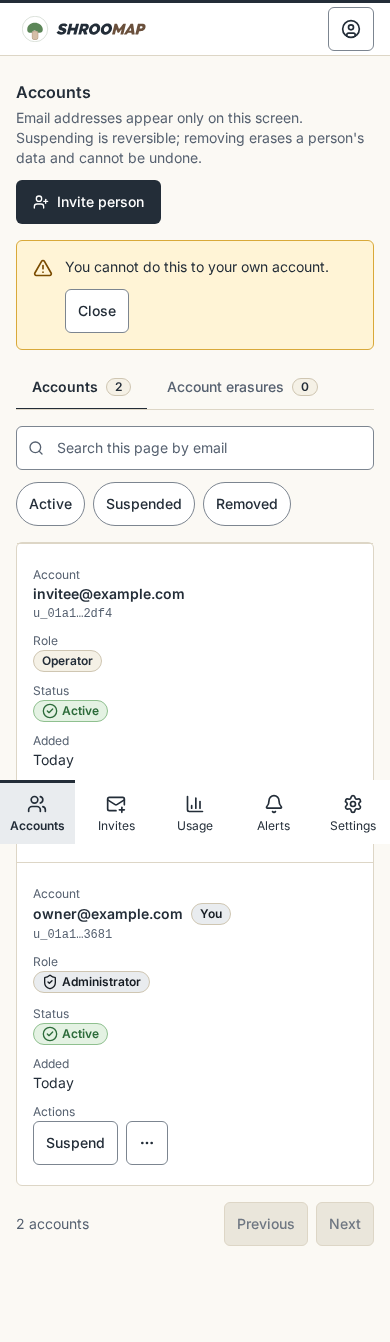 SHROOMAP
Accounts
Email addresses appear only on this screen.
Suspending is reversible; removing erases a person's
data and cannot be undone.
Invite person
You cannot do this to your own account.
Close
Accounts 2 Account erasures 0
Search this page by email
Active Suspended Removed
Account
invitee@example.com
u_01a1…2df4
Role
Operator
Status
Active
Added
Today
Accounts Invites Usage Alerts Settings
Account
owner@example.com You
u_01a1…3681
Role
Administrator
Status
Active
Added
Today
Actions
Suspend
2 accounts Previous Next